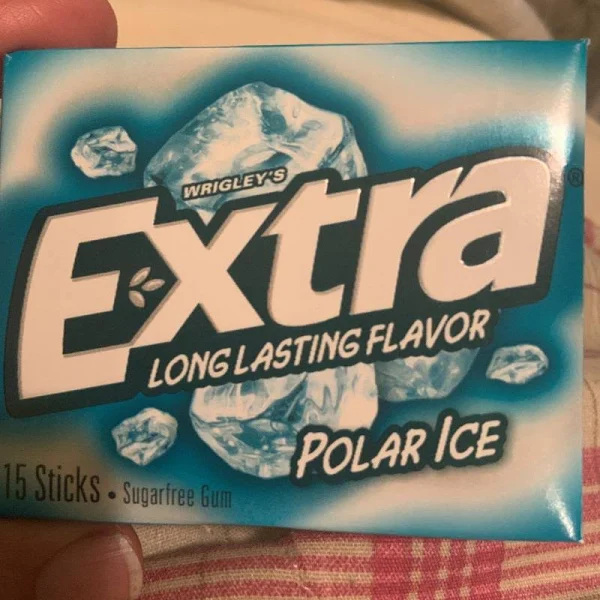 WRIGLEY'S
Extra®
LONG LASTING FLAVOR
POLAR ICE
15 Sticks • Sugarfree Gum